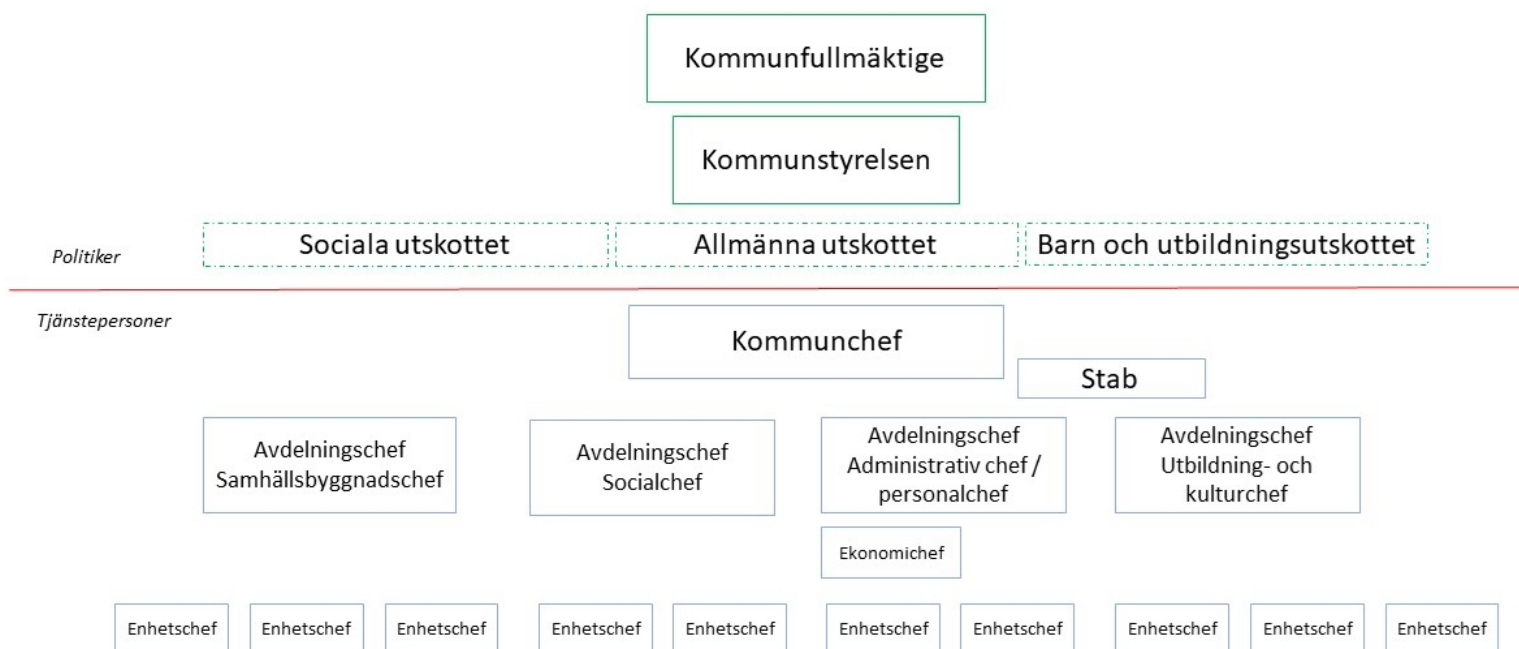 Kommunfullmäktige
Kommunstyrelsen
Sociala utskottet
Allmänna utskottet
Barn och utbildningsutskottet
Politiker
Tjänstepersoner
Kommunchef
Stab
Avdelningschef
Samhällsbyggnadschef
Avdelningschef
Socialchef
Avdelningschef
Administrativ chef /
personalchef
Avdelningschef
Utbildning- och
kulturchef
Ekonomichef
Enhetschef
Enhetschef
Enhetschef
Enhetschef
Enhetschef
Enhetschef
Enhetschef
Enhetschef
Enhetschef
Enhetschef